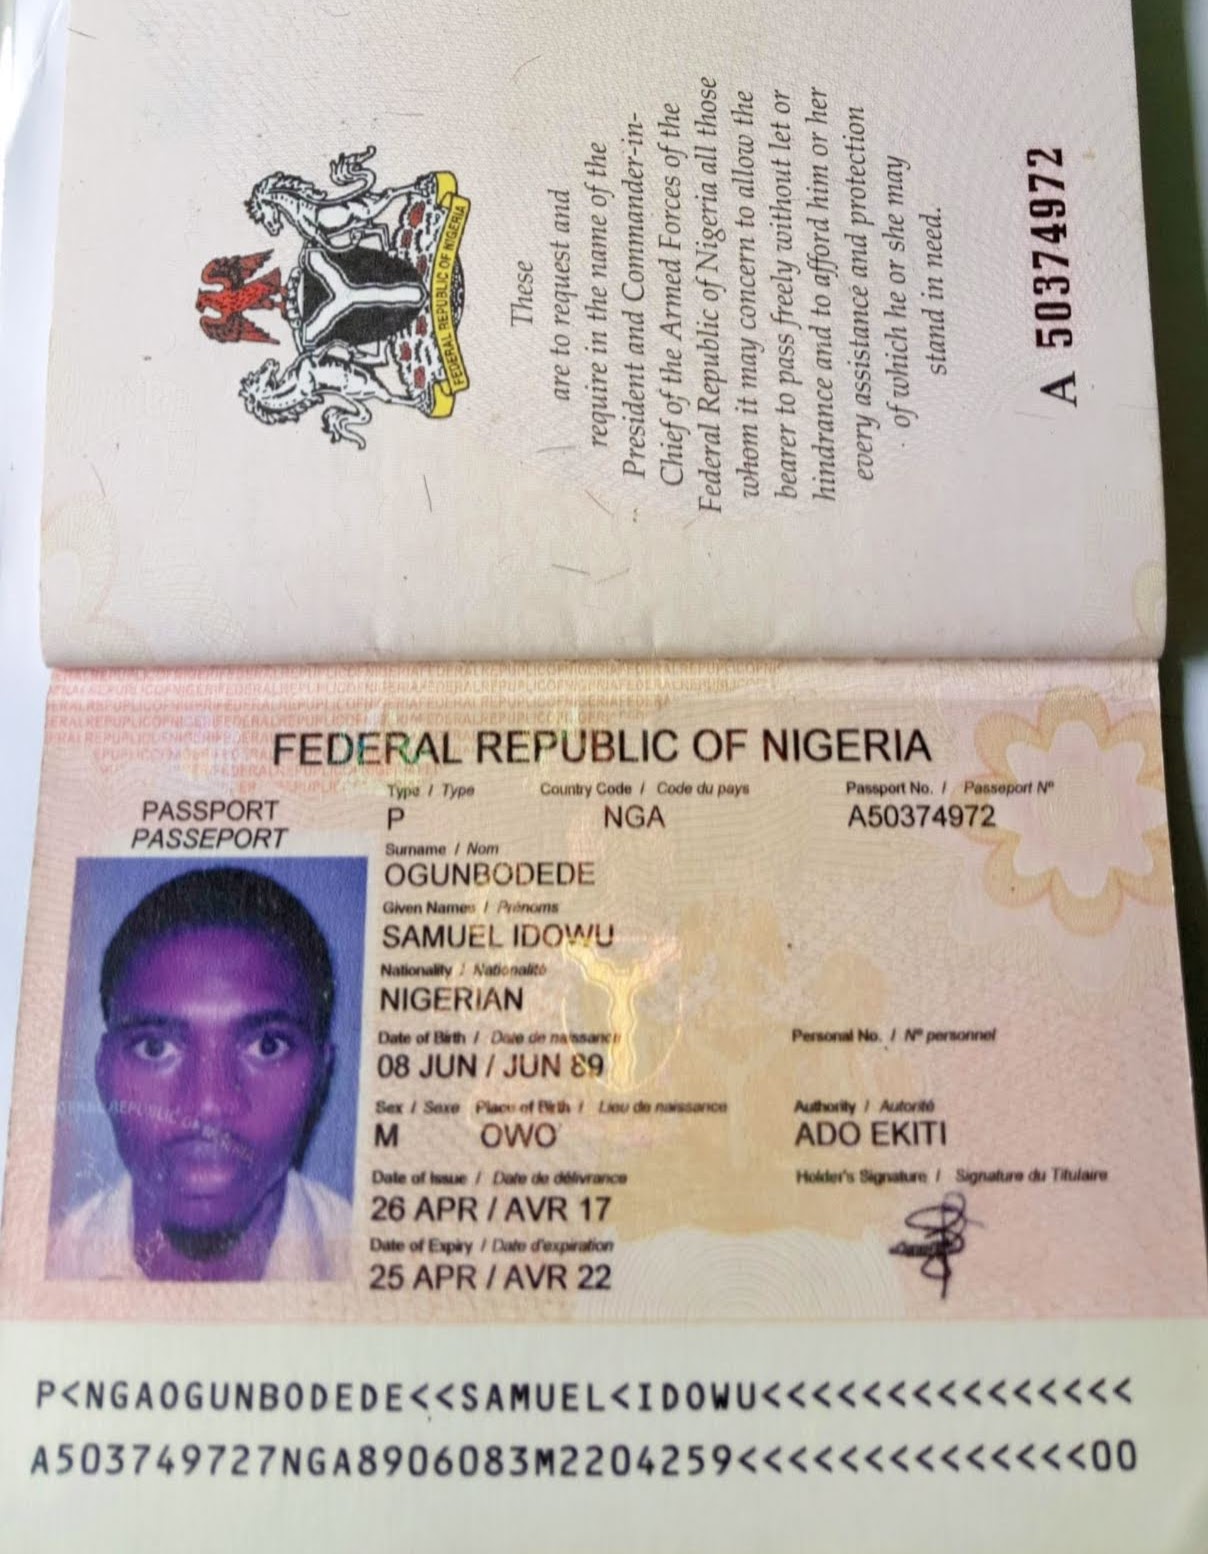 FEDERAL REPUBLIC OF NIGERIA
These
are to request and
require in the name of the
President and Commander-in-
Chief of the Armed Forces of the
Federal Republic of Nigeria all those
whom it may concern to allow the
bearer to pass freely without let or
hindrance and to afford him or her
every assistance and protection
of which he or she may
stand in need.
A 50374972
FEDERAL REPUBLIC OF NIGERIA
PASSPORT
PASSEPORT
Type / Type Country Code / Code du pays Passport No. / Passeport Nº
P NGA A50374972
Surname / Nom
OGUNBODEDE
Given Names / Prénoms
SAMUEL IDOWU
Nationality / Nationalité
NIGERIAN
Date of Birth / Date de naissance Personal No. / Nº personnel
08 JUN / JUN 89
Sex / Sexe Place of Birth / Lieu de naissance Authority / Autorité
M OWO ADO EKITI
Date of Issue / Date de délivrance Holder's Signature / Signature du Titulaire
26 APR / AVR 17
Date of Expiry / Date d'expiration
25 APR / AVR 22
P<NGAOGUNBODEDE<<SAMUEL<IDOWU<<<<<<<<<<<<<<<
A503749727NGA8906083M2204259<<<<<<<<<<<<<<00